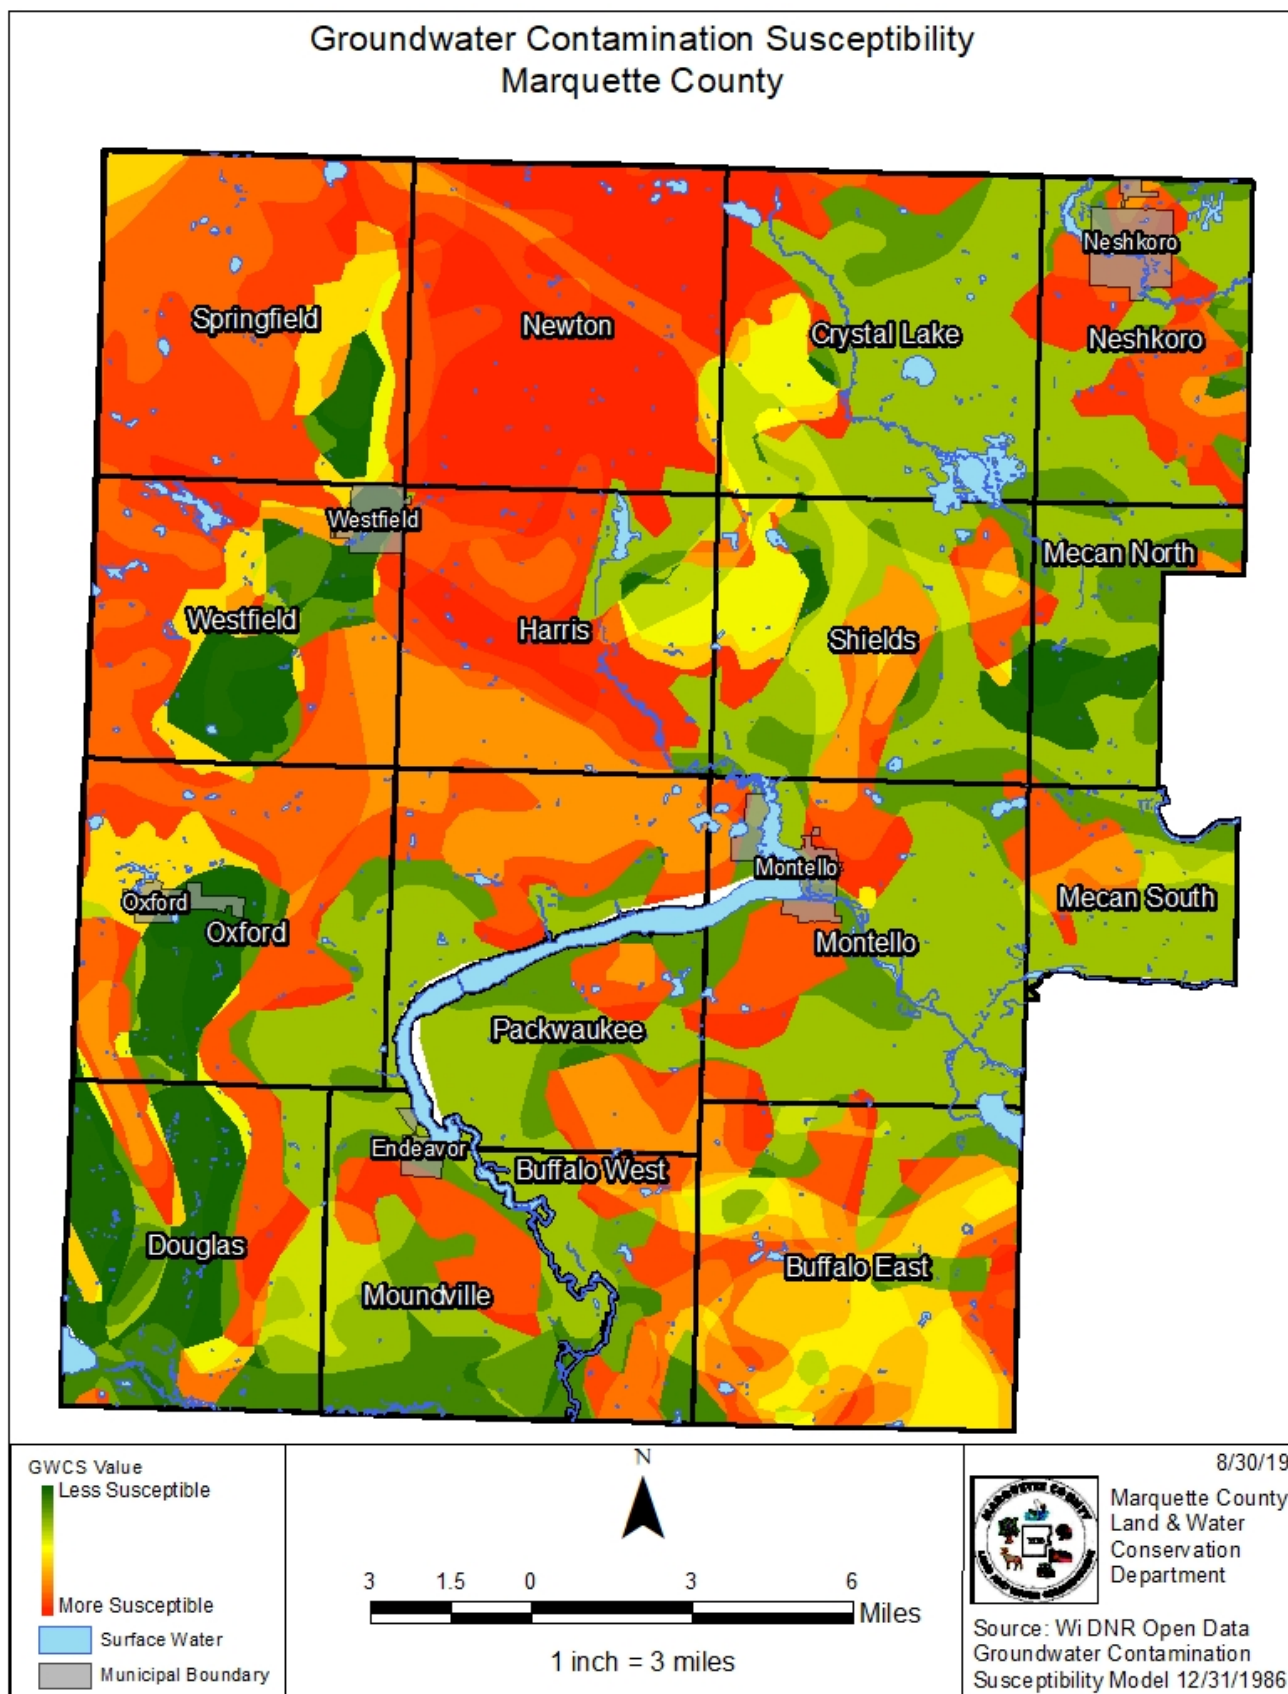 Groundwater Contamination Susceptibility
Marquette County
Neshkoro
Springfield
Newton
Crystal Lake
Neshkoro
Westfield
Mecan North
Westfield
Harris
Shields
Montello
Oxford
Mecan South
Oxford
Montello
Packwaukee
Endeavor
Buffalo West
Douglas
Buffalo East
Moundville
GWCS Value
Less Susceptible
More Susceptible
Surface Water
Municipal Boundary
N
3 1.5 0 3 6
Miles
1 inch = 3 miles
8/30/19
MARQUETTE COUNTY
Marquette County
Land & Water
Conservation
Department
Source: Wi DNR Open Data
Groundwater Contamination
Susceptibility Model 12/31/1986